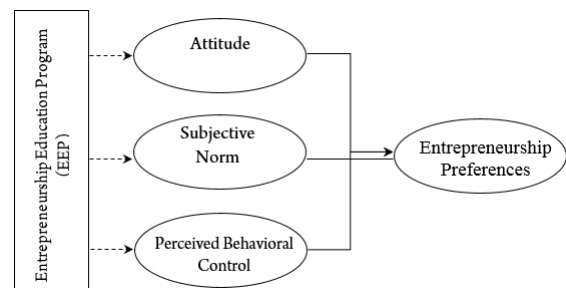 Entrepreneurship Education Program
(EEP)
Attitude
Subjective
Norm
Perceived Behavioral
Control
Entrepreneurship
Preferences